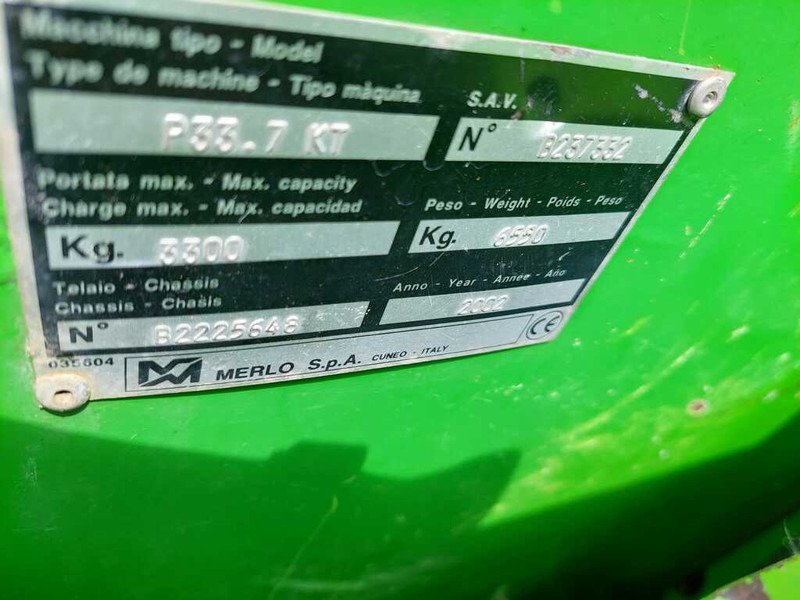 Macchina tipo - Model
Type de machine - Tipo màquina
P33.7 KT
S.A.V.
N° B237332
Portata max. - Max. capacity
Charge max. - Max. capacidad
Kg. 3300
Peso - Weight - Poids - Peso
Kg. 6550
Telaio - Chassis
Chassis - Chasis
N° B2225648
Anno - Year - Annee - Año
2002
035604
MERLO S.p.A. CUNEO - ITALY
CE